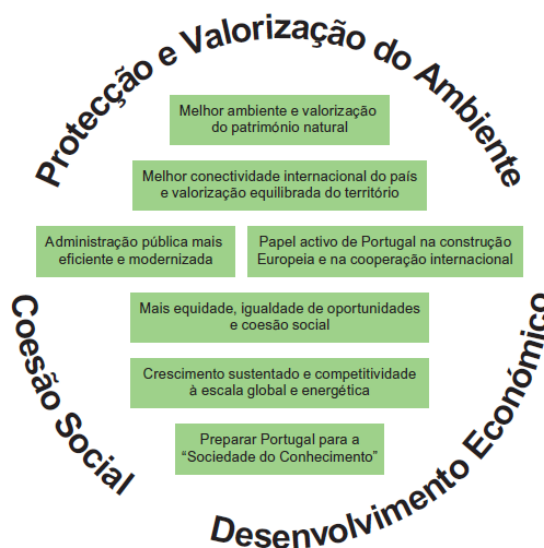 Protecção e Valorização do Ambiente
Melhor ambiente e valorização
do património natural
Melhor conectividade internacional do país
e valorização equilibrada do território
Administração pública mais
eficiente e modernizada
Papel activo de Portugal na construção
Europeia e na cooperação internacional
Mais equidade, igualdade de oportunidades
e coesão social
Crescimento sustentado e competitividade
à escala global e energética
Preparar Portugal para a
“Sociedade do Conhecimento”
Coesão Social
Desenvolvimento Económico